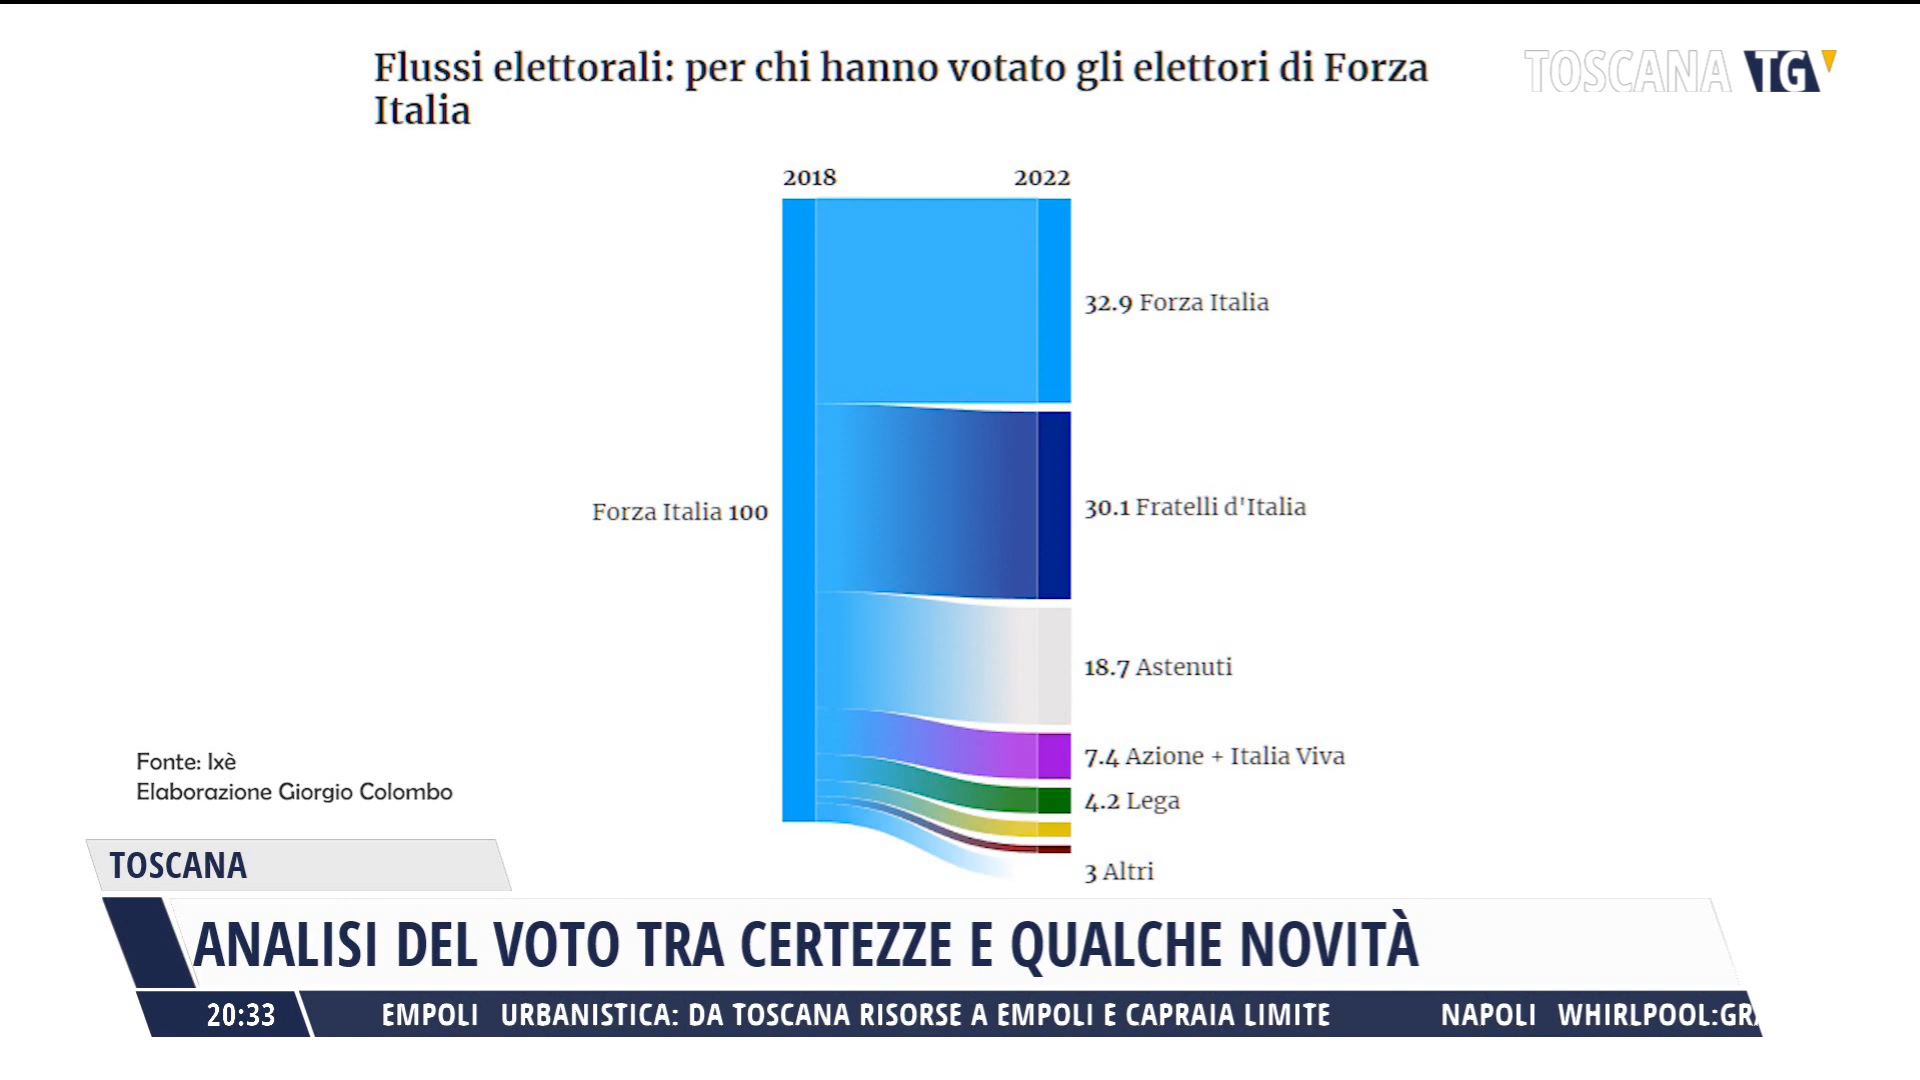 Flussi elettorali: per chi hanno votato gli elettori di Forza
Italia
TOSCANA TG
2018 2022
32.9 Forza Italia
30.1 Fratelli d'Italia
Forza Italia 100
18.7 Astenuti
7.4 Azione + Italia Viva
4.2 Lega
3 Altri
Fonte: Ixè
Elaborazione Giorgio Colombo
TOSCANA
ANALISI DEL VOTO TRA CERTEZZE E QUALCHE NOVITÀ
20:33 EMPOLI URBANISTICA: DA TOSCANA RISORSE A EMPOLI E CAPRAIA LIMITE NAPOLI WHIRLPOOL:GR